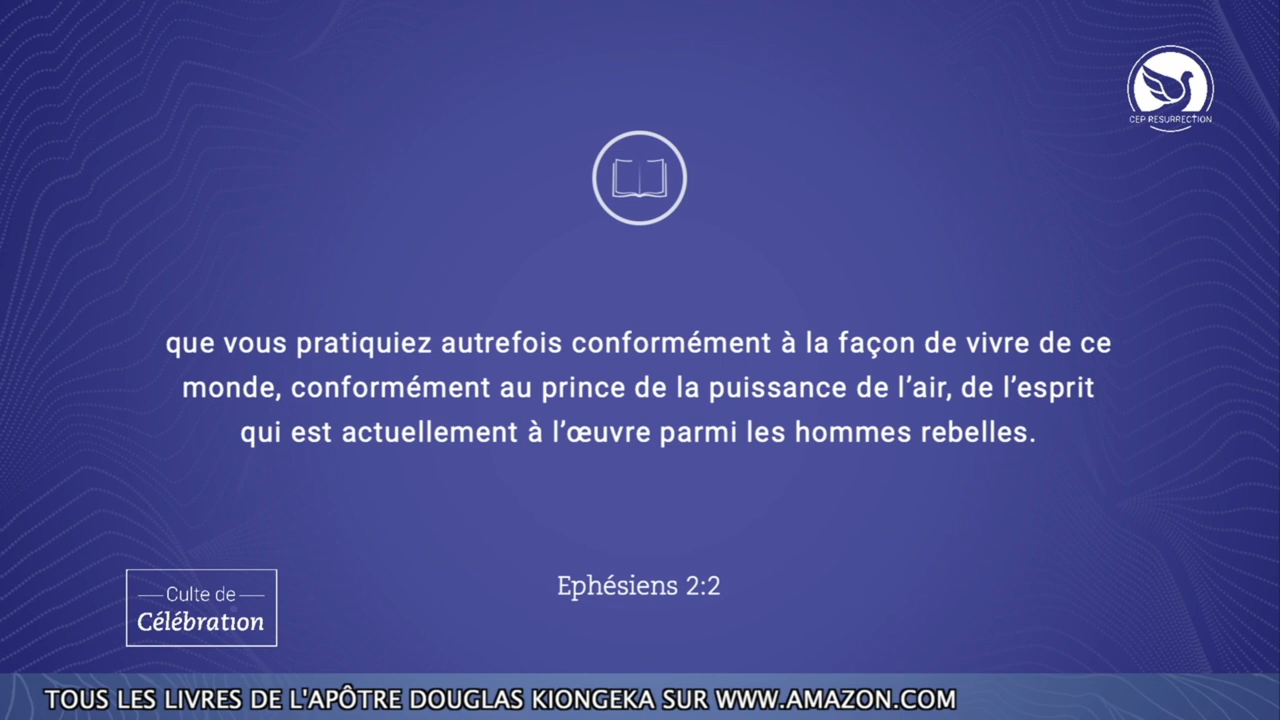 CEP RESURRECTION
que vous pratiquiez autrefois conformément à la façon de vivre de ce
monde, conformément au prince de la puissance de l’air, de l’esprit
qui est actuellement à l’œuvre parmi les hommes rebelles.
Ephésiens 2:2
Culte de
Célébration
TOUS LES LIVRES DE L'APÔTRE DOUGLAS KIONGEKA SUR WWW.AMAZON.COM